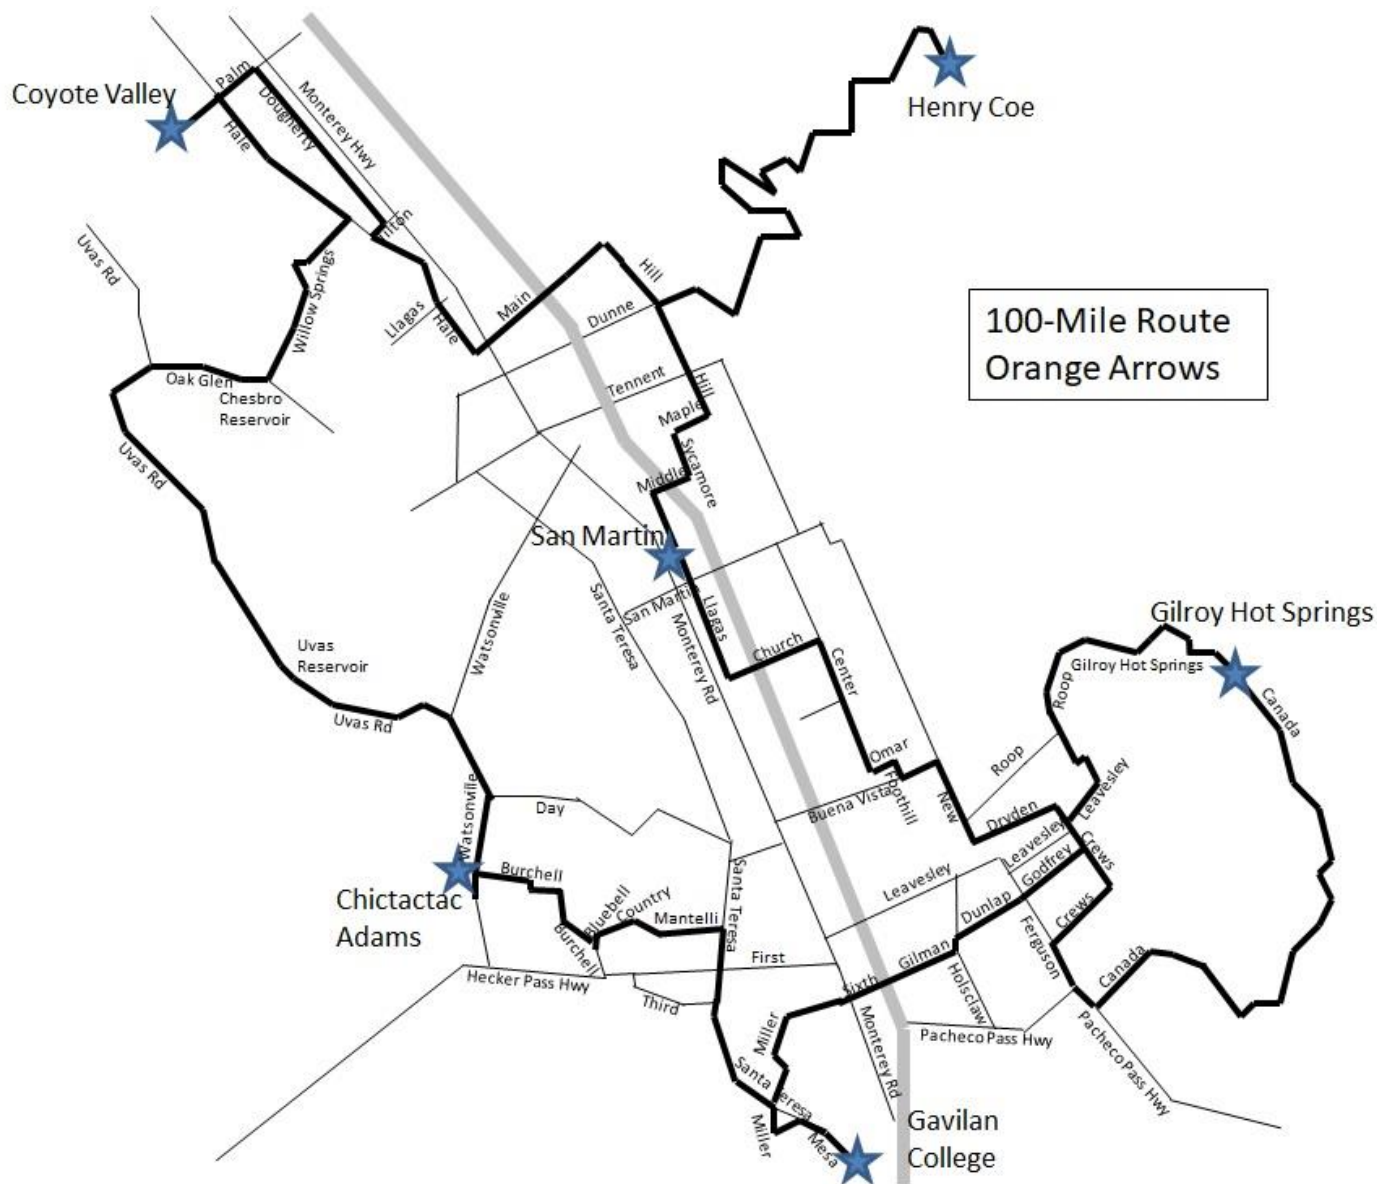 Coyote Valley
Palm
Dougherty
Monterey Hwy
Hale
Henry Coe
Uvas Rd
Willow Springs
Tilton
Llagas
Hale
Main
Hill
Dunne
100-Mile Route
Orange Arrows
Oak Glen
Chesbro
Reservoir
Tennent
Hill
Maple
Sycamore
Middle
Uvas Rd
San Martin
San Martin
Llagas
Santa Teresa
Monterey Rd
Watsonville
Church
Center
Gilroy Hot Springs
Gilroy Hot Springs
Roop
Canada
Uvas
Reservoir
Uvas Rd
Omar
Foothill
Buena Vista
New
Roop
Dryden
Leavesley
Watsonville
Day
Burchell
Chictactac
Adams
Bluebell
Country
Mantelli
Burchell
Santa Teresa
Leavesley
Leavesley
Godfrey
Crews
Crews
Dunlap
Ferguson
Gilman
Holsclaw
Canada
Hecker Pass Hwy
First
Third
Sixth
Miller
Monterey Rd
Pacheco Pass Hwy
Pacheco Pass Hwy
Santa Teresa
Miller
Mesa
Gavilan
College